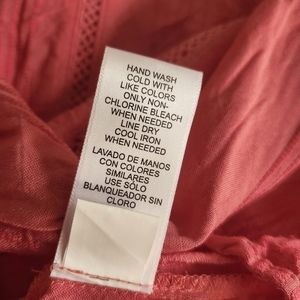 HAND WASH
COLD WITH
LIKE COLORS
ONLY NON-
CHLORINE BLEACH
WHEN NEEDED
LINE DRY
COOL IRON
WHEN NEEDED
LAVADO DE MANOS
CON COLORES
SIMILARES
USE SÓLO
BLANQUEADOR SIN
CLORO